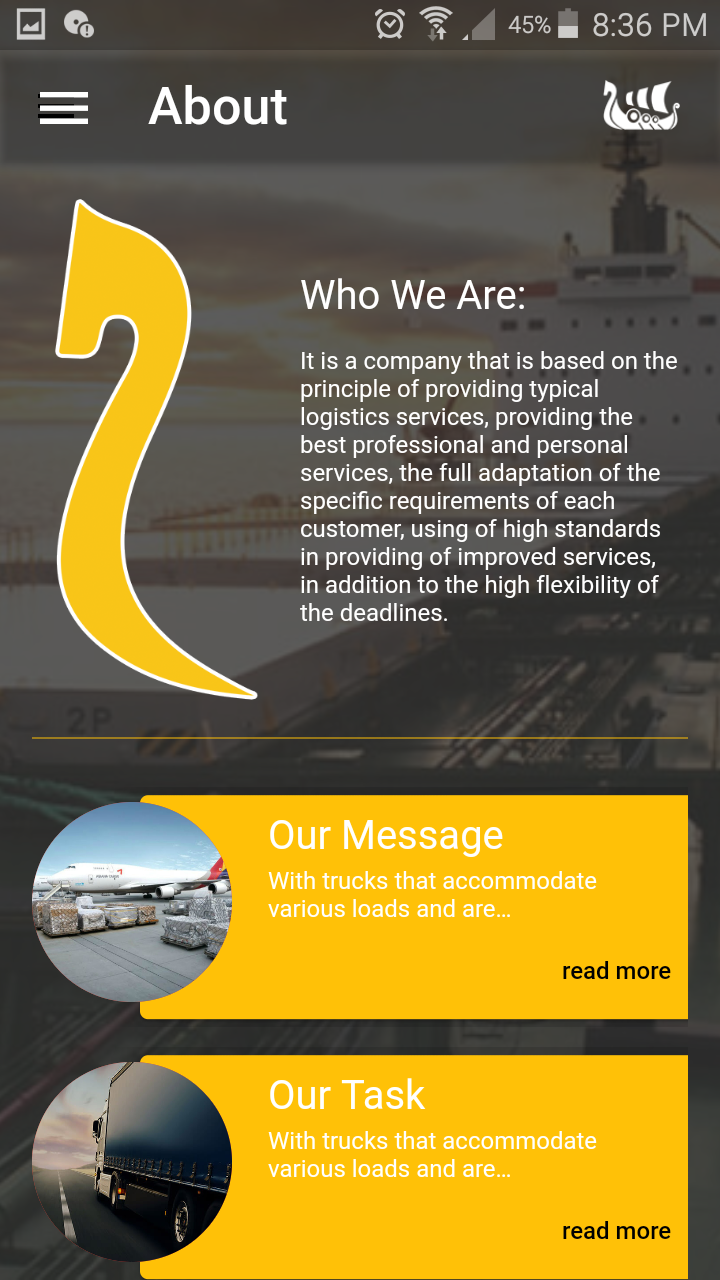 45% 8:36 PM
About
Who We Are:
It is a company that is based on the
principle of providing typical
logistics services, providing the
best professional and personal
services, the full adaptation of the
specific requirements of each
customer, using of high standards
in providing of improved services,
in addition to the high flexibility of
the deadlines.
2P
Our Message
With trucks that accommodate
various loads and are…
read more
Our Task
With trucks that accommodate
various loads and are…
read more